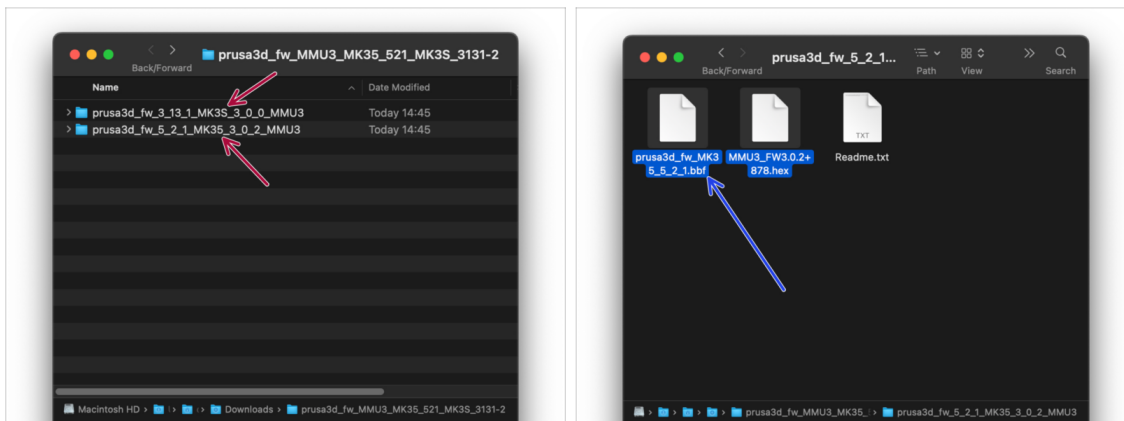 prusa3d_fw_MMU3_MK35_521_MK3S_3131-2
Back/Forward
Name
Date Modified
prusa3d_fw_3_13_1_MK3S_3_0_0_MMU3
Today 14:45
prusa3d_fw_5_2_1_MK35_3_0_2_MMU3
Today 14:45
Macintosh HD
Downloads
prusa3d_fw_MMU3_MK35_521_MK3S_3131-2
prusa3d_fw_5_2_1...
Back/Forward
Path
View
Search
TXT
prusa3d_fw_MK3
5_5_2_1.bbf
MMU3_FW3.0.2+
878.hex
Readme.txt
prusa3d_fw_MMU3_MK35_
prusa3d_fw_5_2_1_MK35_3_0_2_MMU3